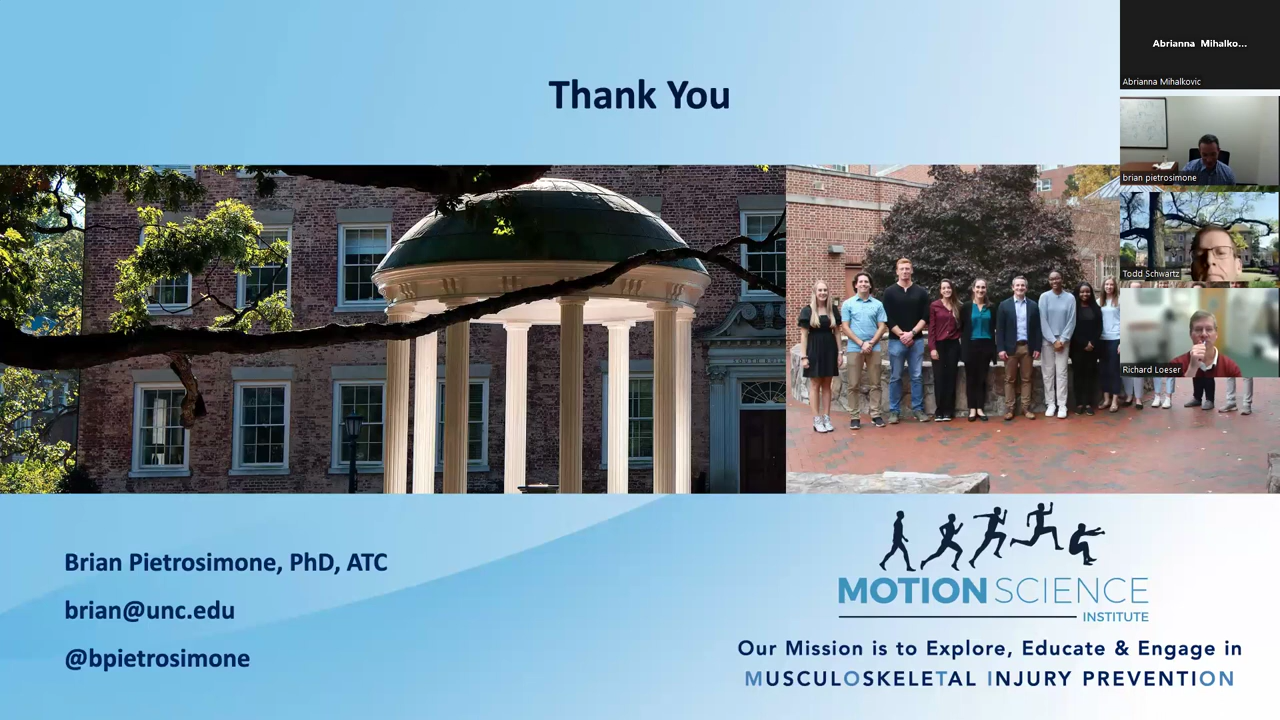 Thank You
Abrianna Mihalko...
Abrianna Mihalkovic
brian pietrosimone
Todd Schwartz
Richard Loeser
Brian Pietrosimone, PhD, ATC
brian@unc.edu
@bpietrosimone
MOTION SCIENCE
INSTITUTE
Our Mission is to Explore, Educate & Engage in
MUSCULOSKELETAL INJURY PREVENTION